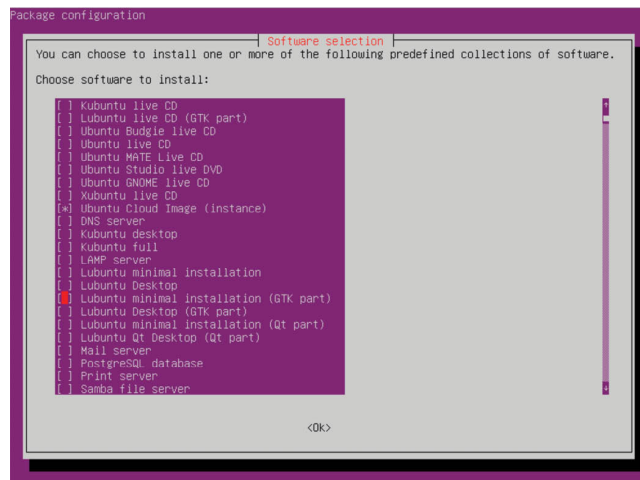 Package configuration
Software selection
You can choose to install one or more of the following predefined collections of software.
Choose software to install:
[ ] Kubuntu live CD
[ ] Lubuntu live CD (GTK part)
[ ] Ubuntu Budgie live CD
[ ] Ubuntu live CD
[ ] Ubuntu MATE Live CD
[ ] Ubuntu Studio live DVD
[ ] Ubuntu GNOME live CD
[ ] Xubuntu live CD
[*] Ubuntu Cloud Image (instance)
[ ] DNS server
[ ] Kubuntu desktop
[ ] Kubuntu full
[ ] LAMP server
[ ] Lubuntu minimal installation
[ ] Lubuntu Desktop
[ ] Lubuntu minimal installation (GTK part)
[ ] Lubuntu Desktop (GTK part)
[ ] Lubuntu minimal installation (Qt part)
[ ] Lubuntu Qt Desktop (Qt part)
[ ] Mail server
[ ] PostgreSQL database
[ ] Print server
[ ] Samba file server
<Ok>